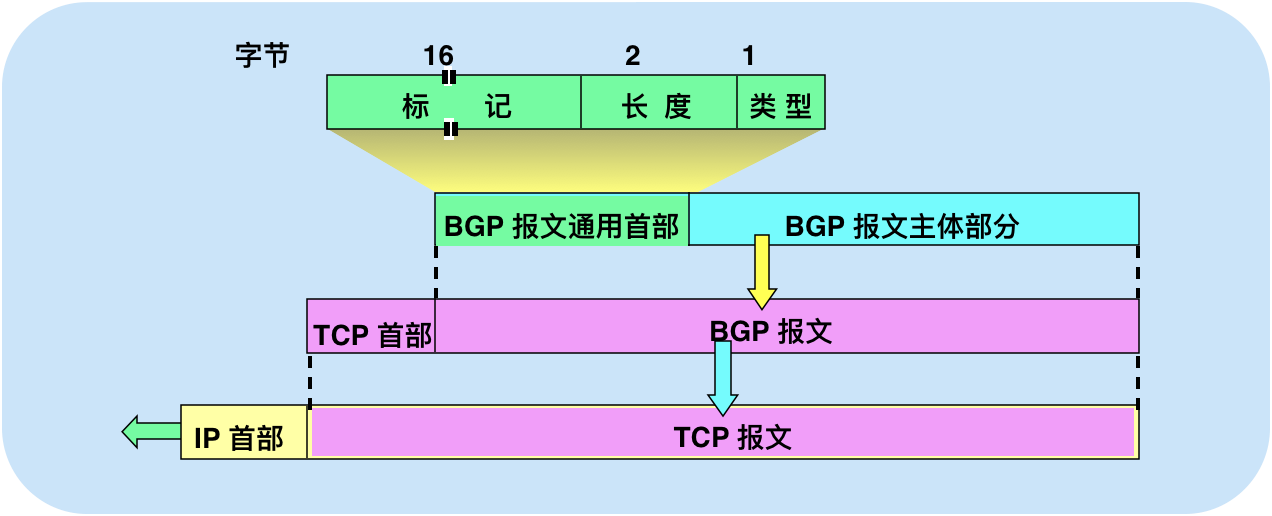 字节 16 2 1
标 记 长 度 类 型
BGP 报文通用首部 BGP 报文主体部分
TCP 首部 BGP 报文
IP 首部 TCP 报文